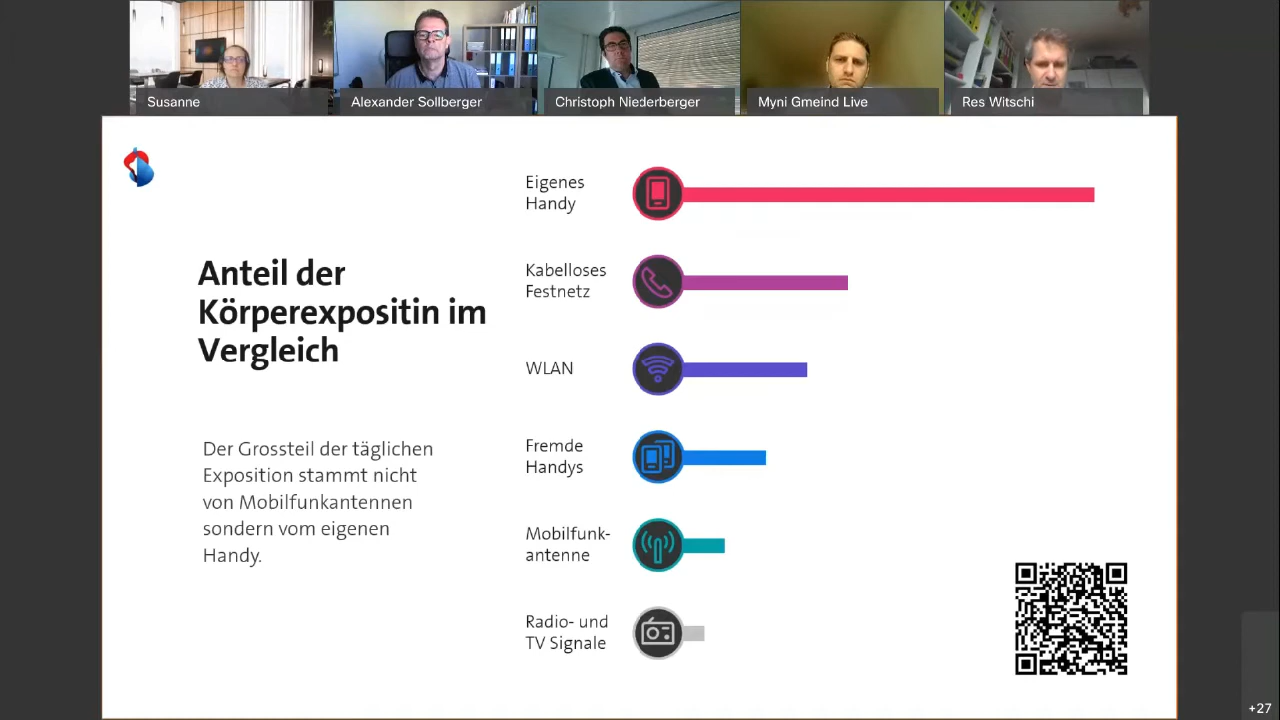 Susanne
Alexander Sollberger
Christoph Niederberger
Myni Gmeind Live
Res Witschi
Anteil der
Körperexpositin im
Vergleich
Der Grossteil der täglichen
Exposition stammt nicht
von Mobilfunkantennen
sondern vom eigenen
Handy.
Eigenes
Handy
Kabelloses
Festnetz
WLAN
Fremde
Handys
Mobilfunk-
antenne
Radio- und
TV Signale
+27